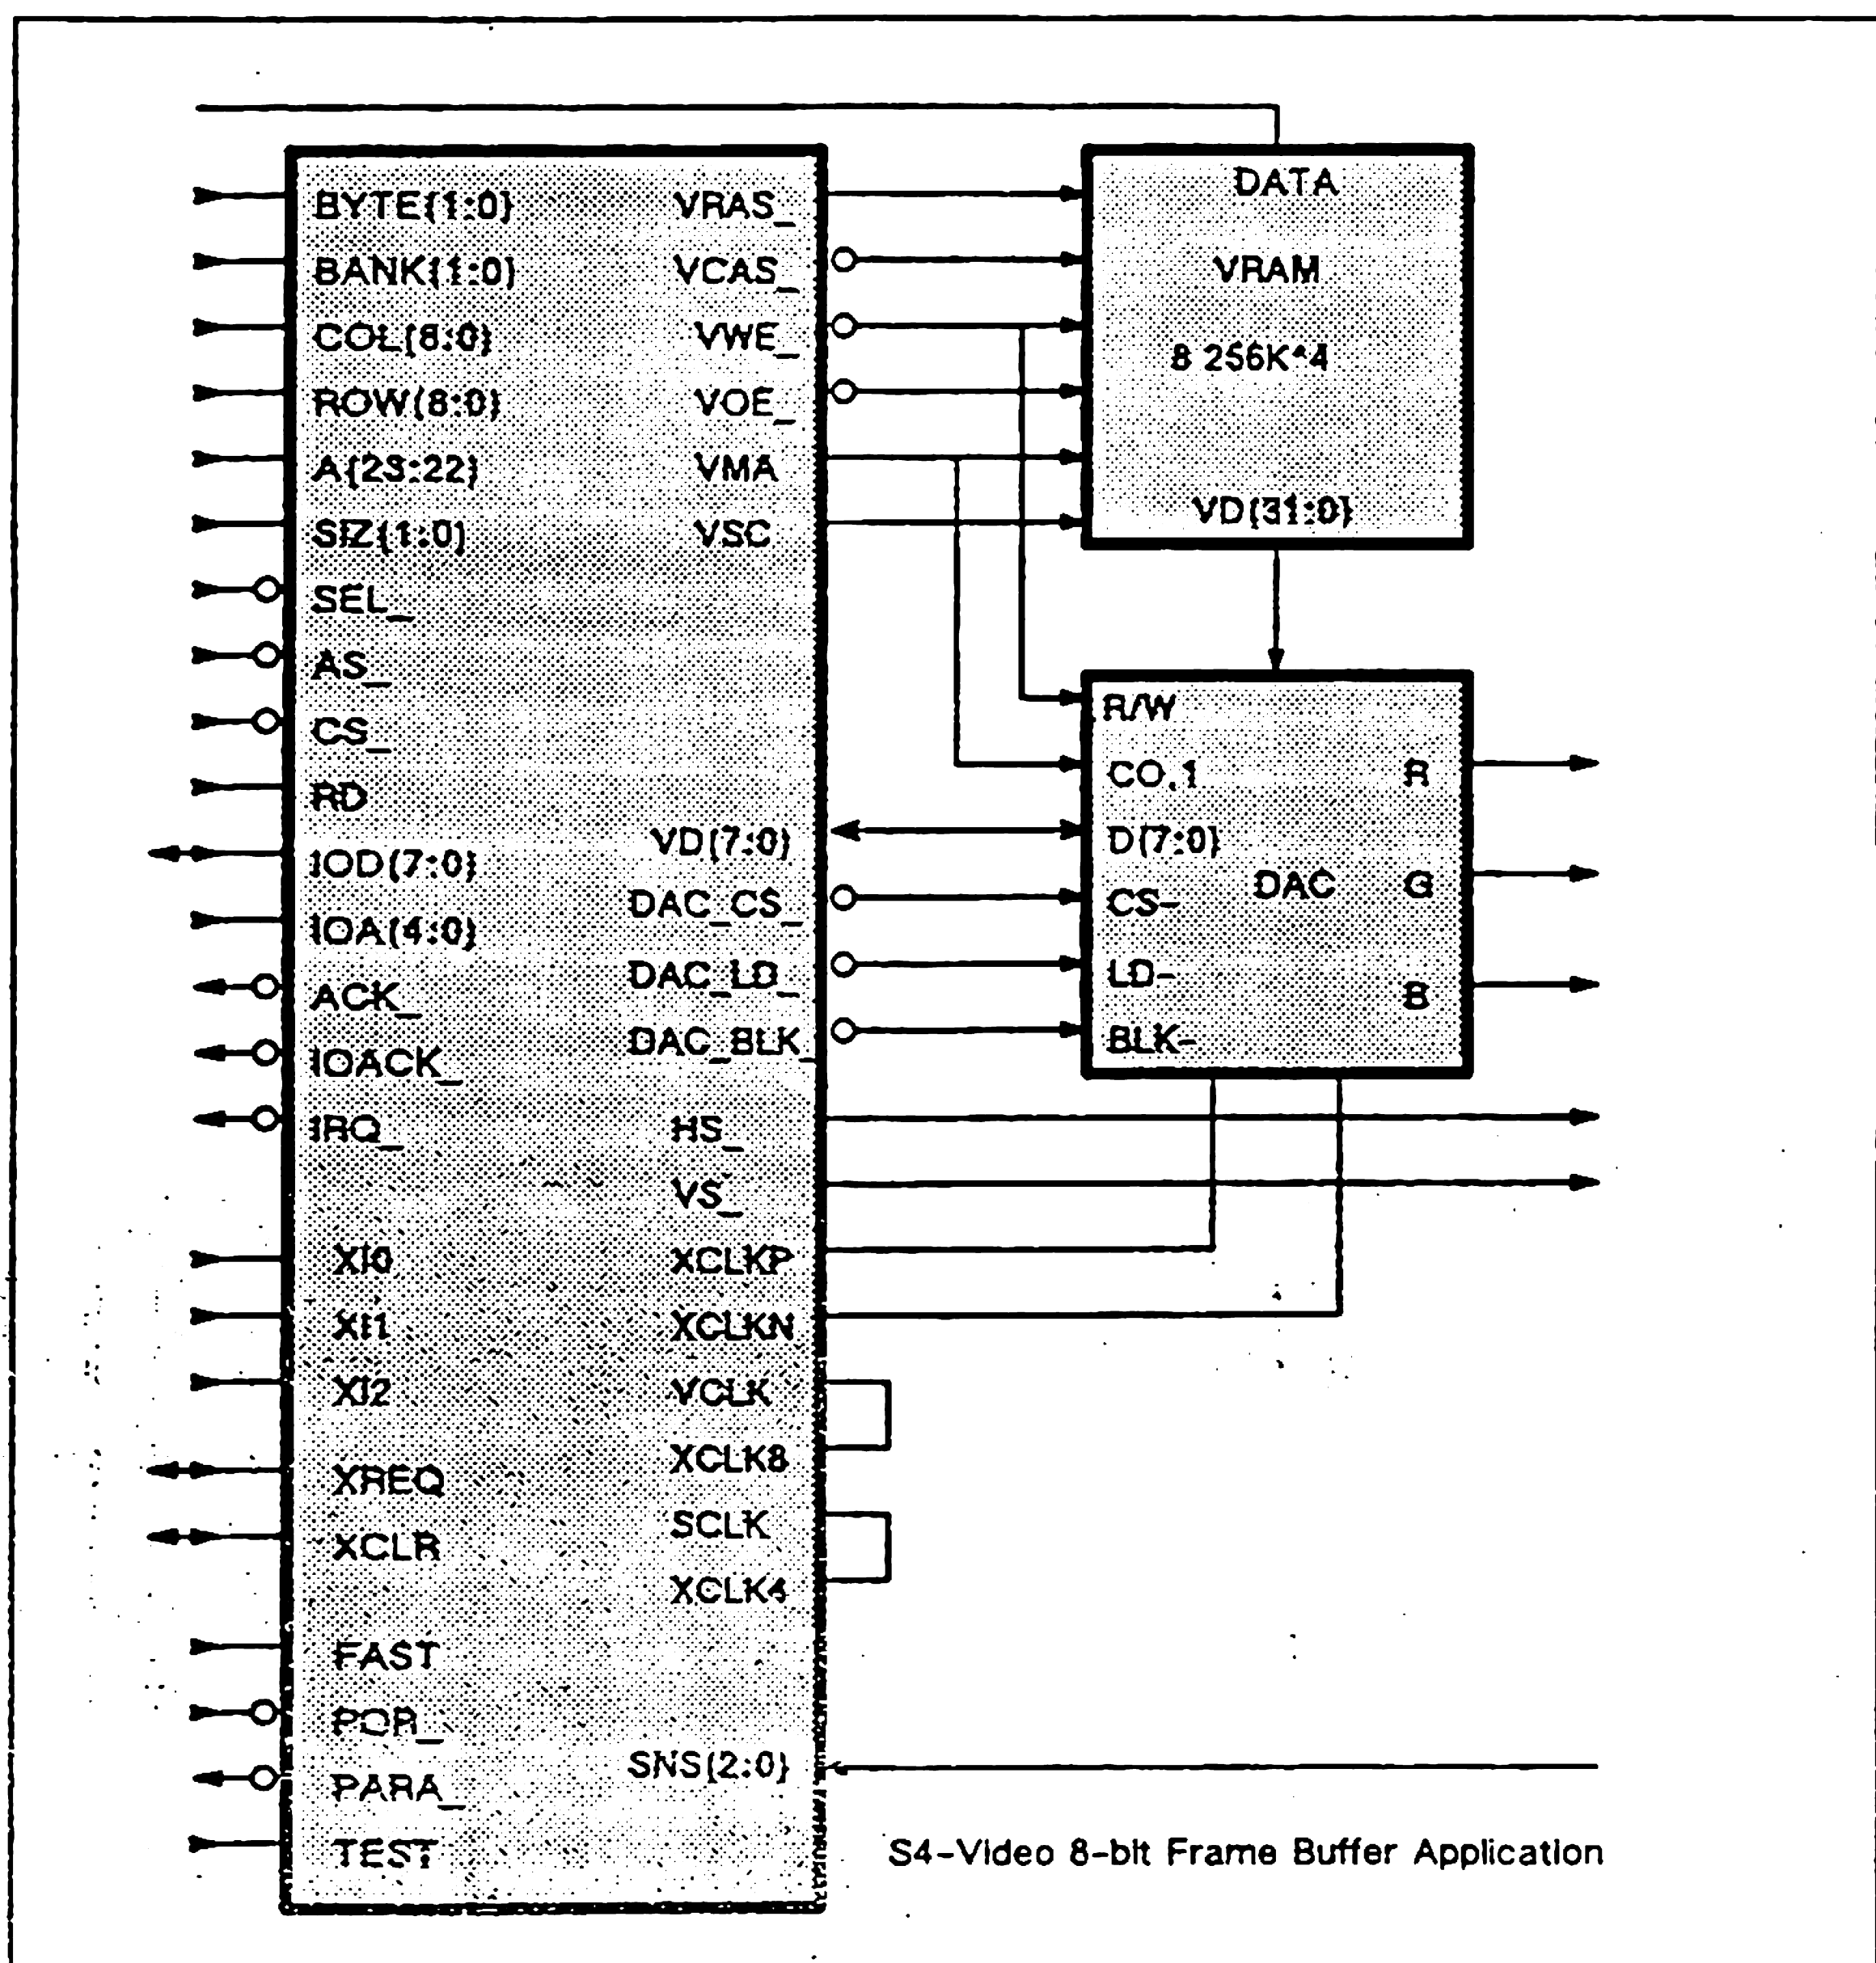 BYTE{1:0}
BANK{1:0}
COL{8:0}
ROW{8:0}
A{23:22}
SIZ{1:0}
SEL_
AS_
CS_
RD
IOD{7:0}
IOA{4:0}
ACK_
IOACK_
IRQ_
XI0
XI1
XI2
XREQ
XCLR
FAST
POR_
PARA_
TEST
VRAS_
VCAS_
VWE_
VOE_
VMA
VSC
VD{7:0}
DAC_CS_
DAC_LD_
DAC_BLK_
HS_
VS_
XCLKP
XCLKN
VCLK
XCLK8
SCLK
XCLK4
SNS{2:0}
DATA
VRAM
8 256K*4
VD{31:0}
R/W
CO,1
D{7:0}
CS-
LD-
BLK-
DAC
R
G
B
S4-Video 8-bit Frame Buffer Application